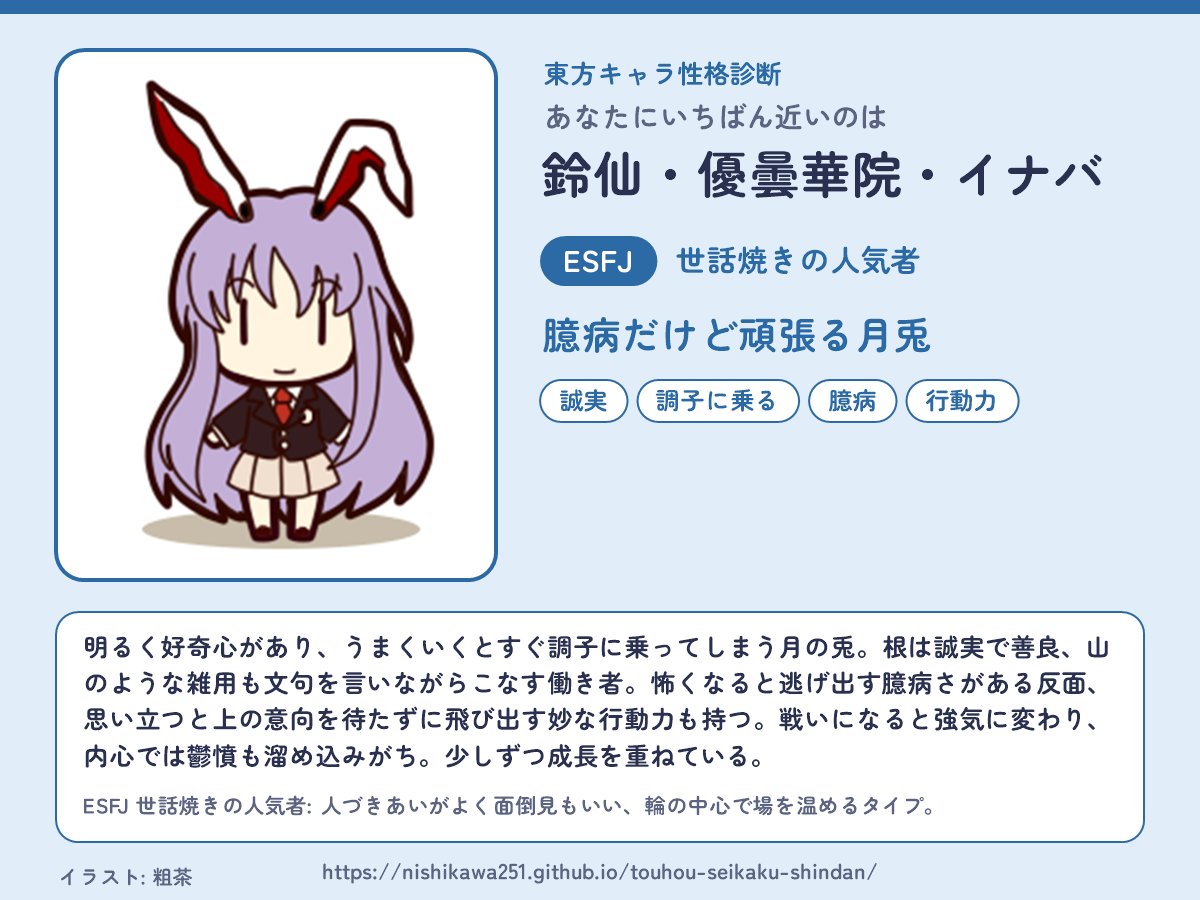 東方キャラ性格診断
あなたにいちばん近いのは
鈴仙・優曇華院・イナバ
ESFJ 世話焼きの人気者
臆病だけど頑張る月兎
誠実 調子に乗る 臆病 行動力
明るく好奇心があり、うまくいくとすぐ調子に乗ってしまう月の兎。根は誠実で善良、山
のような雑用も文句を言いながらこなす働き者。怖くなると逃げ出す臆病さがある反面、
思い立つと上の意向を待たずに飛び出す妙な行動力も持つ。戦いになると強気に変わり、
内心では鬱憤も溜め込みがち。少しずつ成長を重ねている。
ESFJ 世話焼きの人気者: 人づきあいがよく面倒見もいい、輪の中心で場を温めるタイプ。
イラスト: 粗茶
https://nishikawa251.github.io/touhou-seikaku-shindan/